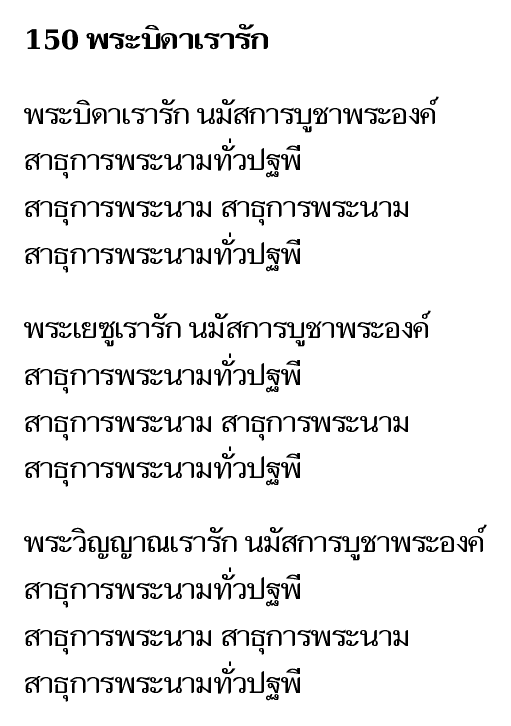 150 พระบิดาเรารัก
พระบิดาเรารัก นมัสการบูชาพระองค์
สาธุการพระนามทั่วปฐพี
สาธุการพระนาม สาธุการพระนาม
สาธุการพระนามทั่วปฐพี
พระเยซูเรารัก นมัสการบูชาพระองค์
สาธุการพระนามทั่วปฐพี
สาธุการพระนาม สาธุการพระนาม
สาธุการพระนามทั่วปฐพี
พระวิญญาณเรารัก นมัสการบูชาพระองค์
สาธุการพระนามทั่วปฐพี
สาธุการพระนาม สาธุการพระนาม
สาธุการพระนามทั่วปฐพี